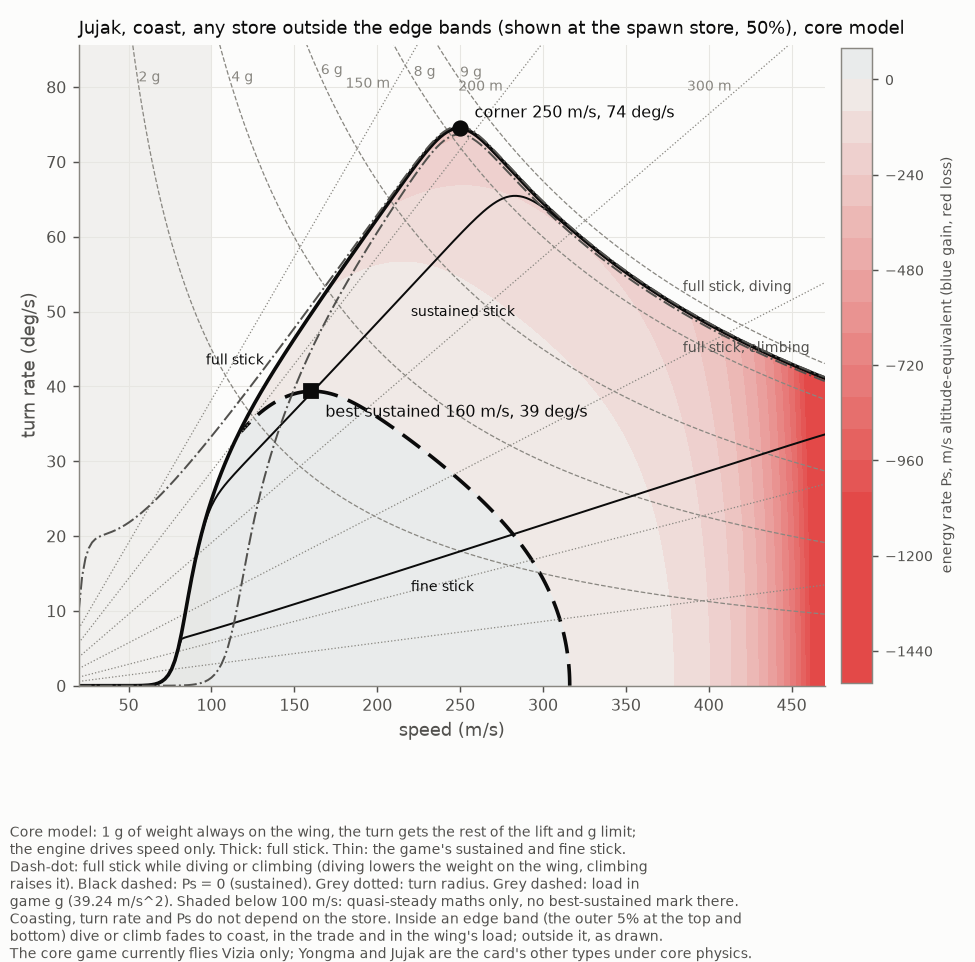 Jujak, coast, any store outside the edge bands (shown at the spawn store, 50%), core model
2 g
4 g
6 g
150 m
8 g
9 g
200 m
300 m
corner 250 m/s, 74 deg/s
full stick, diving
sustained stick
full stick, climbing
full stick
best sustained 160 m/s, 39 deg/s
fine stick
80
70
60
50
40
30
20
10
0
turn rate (deg/s)
50
100
150
200
250
300
350
400
450
speed (m/s)
0
−240
−480
−720
−960
−1200
−1440
energy rate Ps, m/s altitude-equivalent (blue gain, red loss)
Core model: 1 g of weight always on the wing, the turn gets the rest of the lift and g limit;
the engine drives speed only. Thick: full stick. Thin: the game's sustained and fine stick.
Dash-dot: full stick while diving or climbing (diving lowers the weight on the wing, climbing
raises it). Black dashed: Ps = 0 (sustained). Grey dotted: turn radius. Grey dashed: load in
game g (39.24 m/s^2). Shaded below 100 m/s: quasi-steady maths only, no best-sustained mark there.
Coasting, turn rate and Ps do not depend on the store. Inside an edge band (the outer 5% at the top and
bottom) dive or climb fades to coast, in the trade and in the wing's load; outside it, as drawn.
The core game currently flies Vizia only; Yongma and Jujak are the card's other types under core physics.